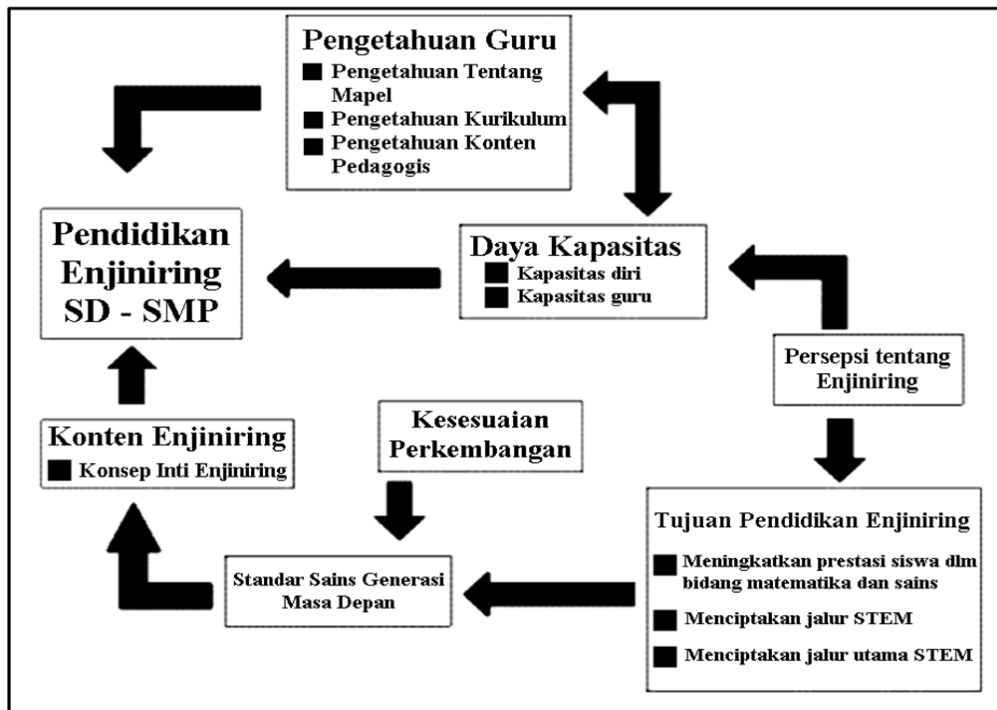 Pengetahuan Guru
Pengetahuan Tentang
Mapel
Pengetahuan Kurikulum
Pengetahuan Konten
Pedagogis
Pendidikan
Enjiniring
SD - SMP
Daya Kapasitas
Kapasitas diri
Kapasitas guru
Persepsi tentang
Enjiniring
Konten Enjiniring
Konsep Inti Enjiniring
Kesesuaian
Perkembangan
Tujuan Pendidikan Enjiniring
Meningkatkan prestasi siswa dlm
bidang matematika dan sains
Menciptakan jalur STEM
Menciptakan jalur utama STEM
Standar Sains Generasi
Masa Depan